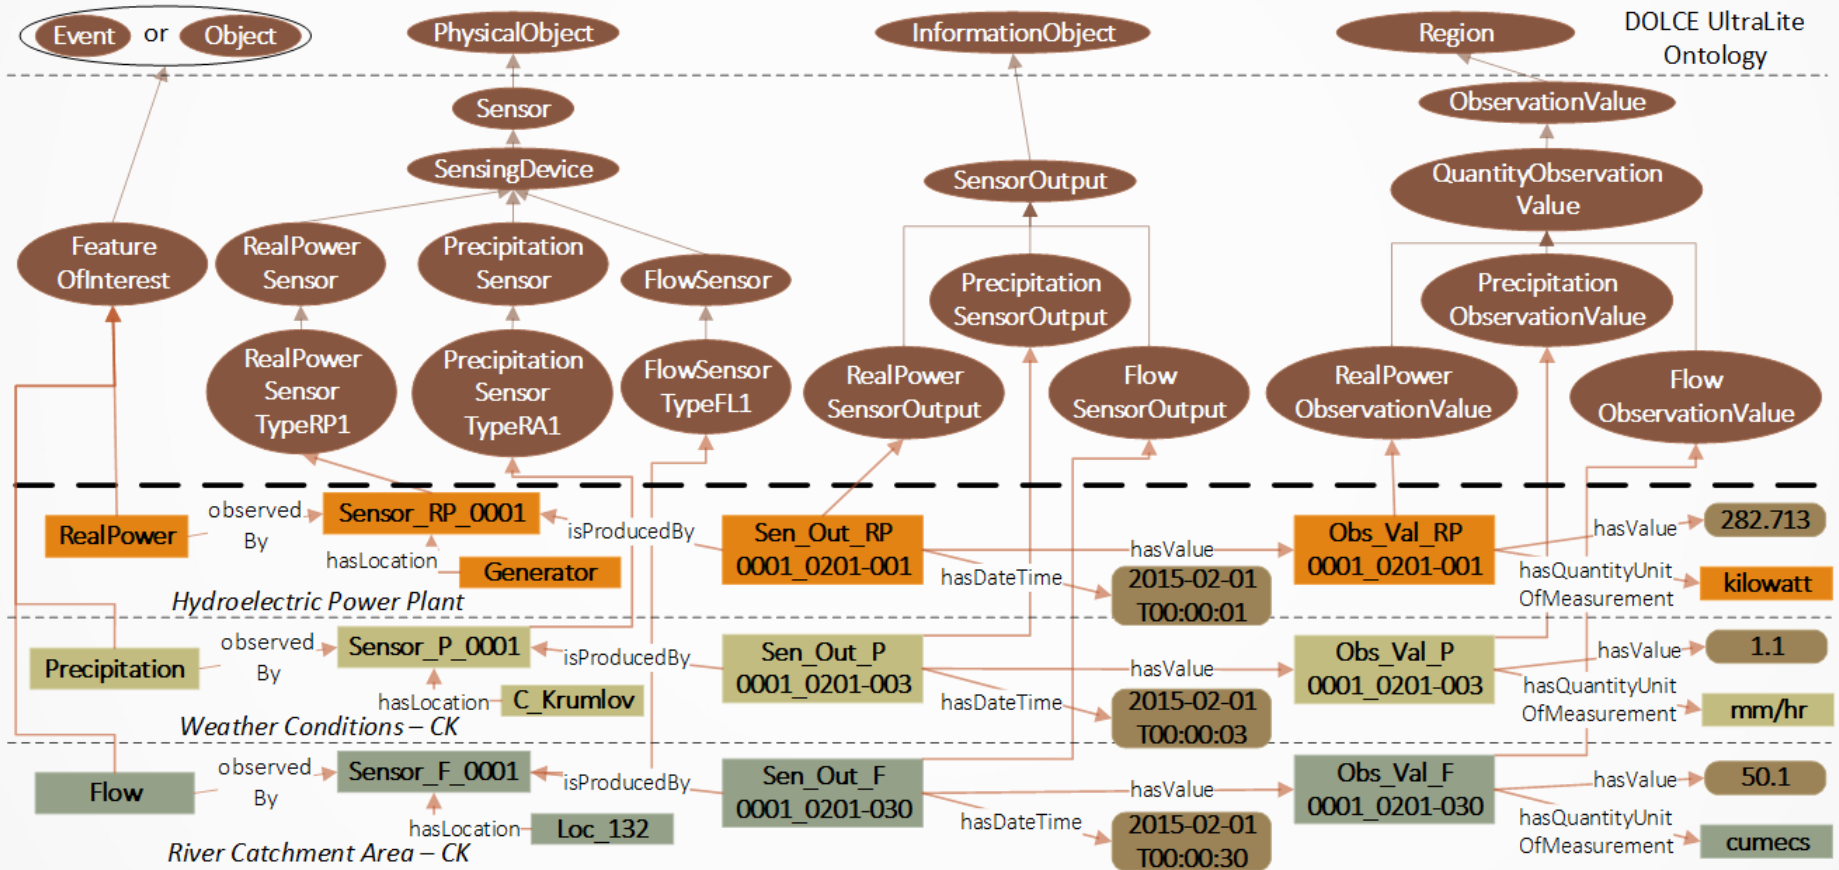 Event or Object
PhysicalObject
InformationObject
Region
DOLCE UltraLite
Ontology
Sensor
ObservationValue
SensingDevice
SensorOutput
QuantityObservation
Value
Feature
OfInterest
RealPower
Sensor
Precipitation
Sensor
FlowSensor
Precipitation
SensorOutput
Precipitation
ObservationValue
RealPower
Sensor
TypeRP1
Precipitation
Sensor
TypeRA1
FlowSensor
TypeFL1
RealPower
SensorOutput
Flow
SensorOutput
RealPower
ObservationValue
Flow
ObservationValue
RealPower
observed
By
Sensor_RP_0001
hasLocation
Generator
isProducedBy
Sen_Out_RP
0001_0201-001
hasValue
hasDateTime
2015-02-01
T00:00:01
Obs_Val_RP
0001_0201-001
hasValue
282.713
hasQuantityUnit
OfMeasurement
kilowatt
Hydroelectric Power Plant
Precipitation
observed
By
Sensor_P_0001
hasLocation
C_Krumlov
isProducedBy
Sen_Out_P
0001_0201-003
hasValue
hasDateTime
2015-02-01
T00:00:03
Obs_Val_P
0001_0201-003
hasValue
1.1
hasQuantityUnit
OfMeasurement
mm/hr
Weather Conditions – CK
Flow
observed
By
Sensor_F_0001
hasLocation
Loc_132
isProducedBy
Sen_Out_F
0001_0201-030
hasValue
hasDateTime
2015-02-01
T00:00:30
Obs_Val_F
0001_0201-030
hasValue
50.1
hasQuantityUnit
OfMeasurement
cumecs
River Catchment Area – CK